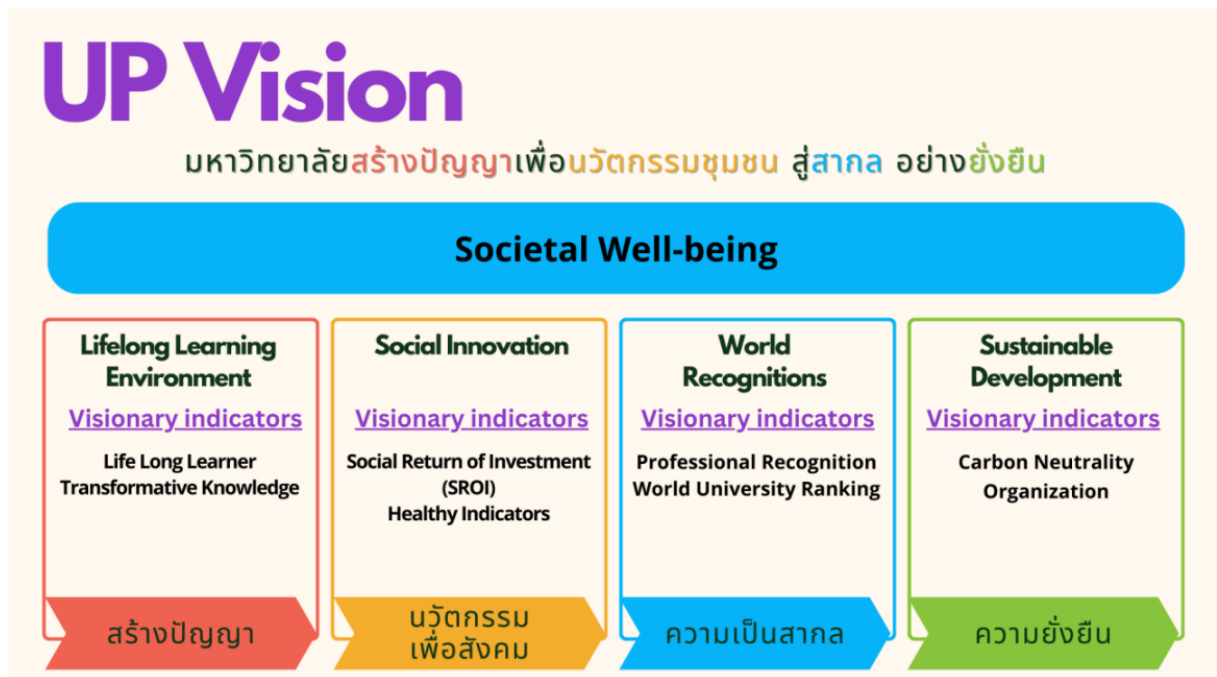 UP Vision
มหาวิทยาลัยสร้างปัญญาเพื่อนวัตกรรมชุมชน สู่สากล อย่างยั่งยืน
Societal Well-being
Lifelong Learning
Environment
Visionary indicators
Life Long Learner
Transformative Knowledge
สร้างปัญญา
Social Innovation
Visionary indicators
Social Return of Investment
(SROI)
Healthy Indicators
นวัตกรรม
เพื่อสังคม
World
Recognitions
Visionary indicators
Professional Recognition
World University Ranking
ความเป็นสากล
Sustainable
Development
Visionary indicators
Carbon Neutrality
Organization
ความยั่งยืน